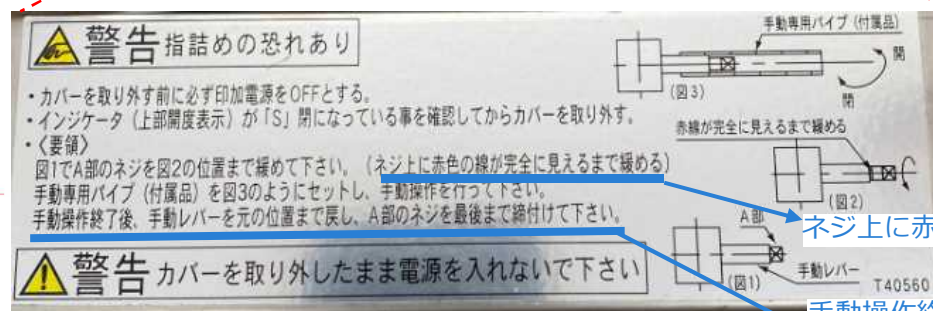 警告 指詰めの恐れあり
・カバーを取り外す前に必ず印加電源をOFFとする。
・インジケータ（上部開度表示）が「S」閉になっている事を確認してからカバーを取り外す。
・〈要領〉
図1でA部のネジを図2の位置まで緩めて下さい。（ネジ上に赤色の線が完全に見えるまで緩める）
手動専用パイプ（付属品）を図3のようにセットし、手動操作を行って下さい。
手動操作終了後、手動レバーを元の位置まで戻し、A部のネジを最後まで締付けて下さい。
警告 カバーを取り外したまま電源を入れないで下さい
手動専用パイプ（付属品）
開
閉
(図3)
赤線が完全に見えるまで緩める
(図2)
ネジ上に赤
A部
手動レバー
(図1)
T40560